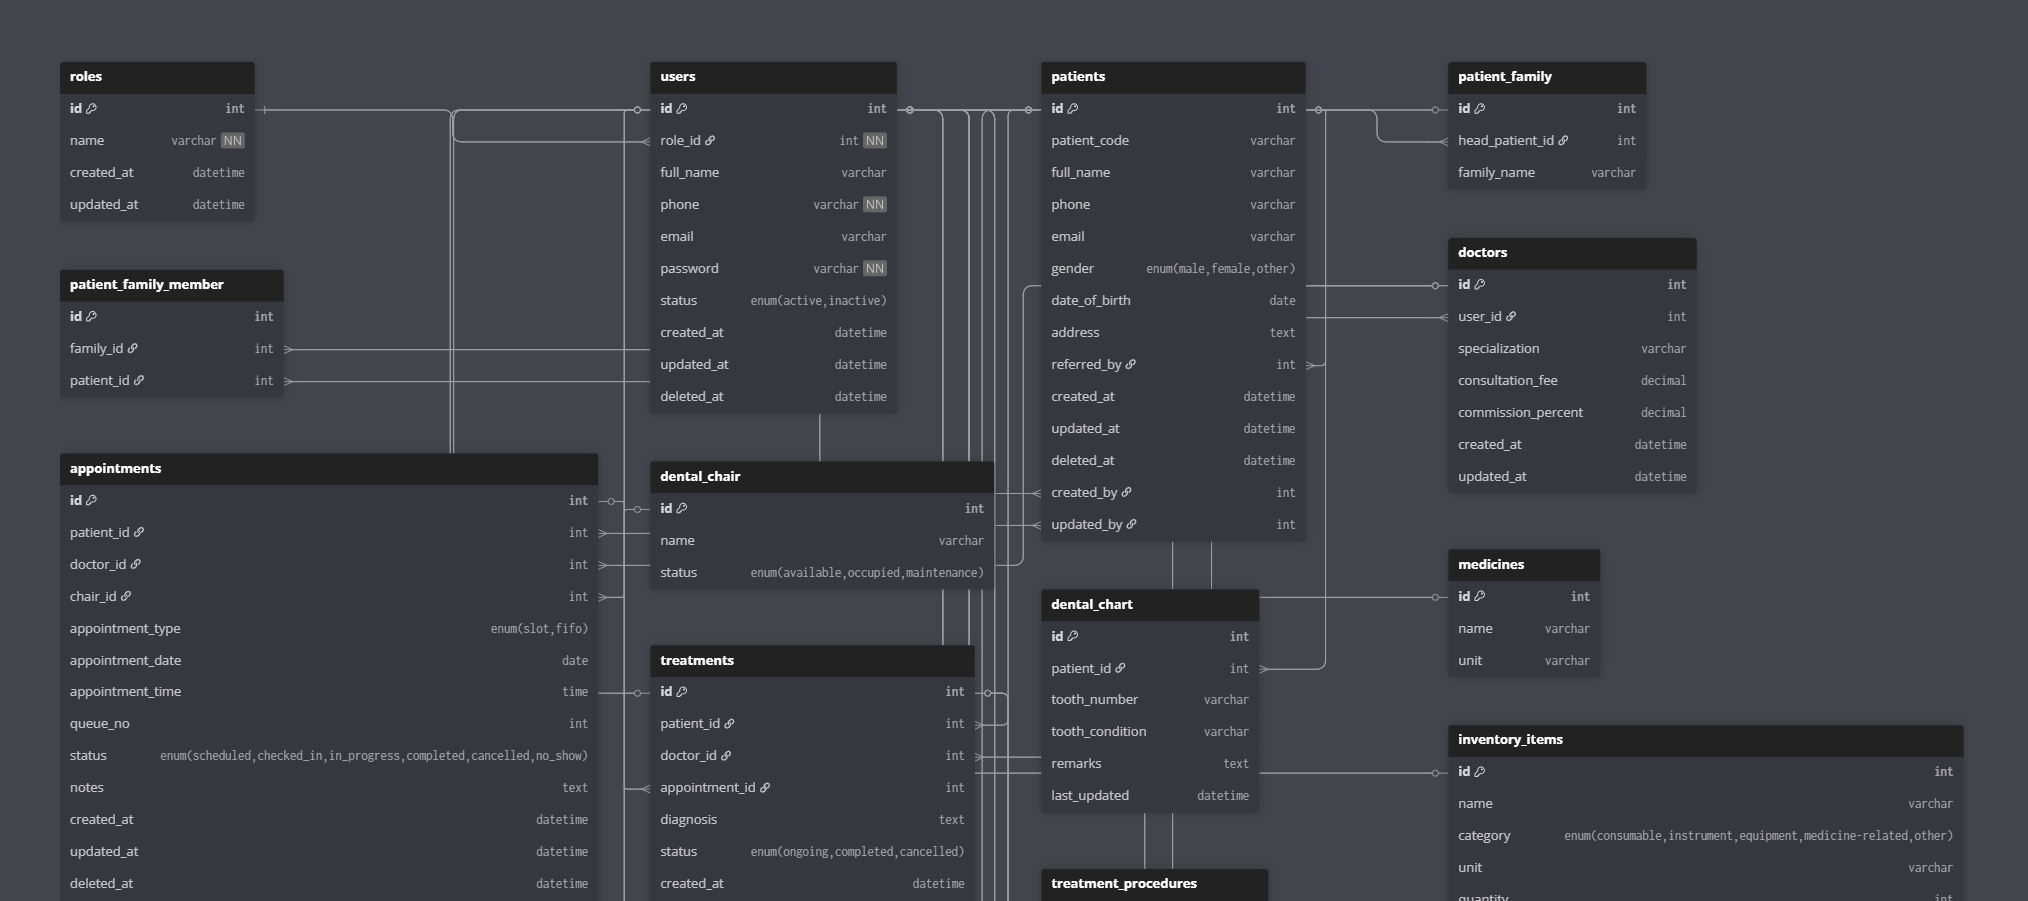 roles
id int
name varchar NN
created_at datetime
updated_at datetime
users
id int
role_id int NN
full_name varchar
phone varchar NN
email varchar
password varchar NN
status enum(active,inactive)
created_at datetime
updated_at datetime
deleted_at datetime
patients
id int
patient_code varchar
full_name varchar
phone varchar
email varchar
gender enum(male,female,other)
date_of_birth date
address text
referred_by int
created_at datetime
updated_at datetime
deleted_at datetime
created_by int
updated_by int
patient_family
id int
head_patient_id int
family_name varchar
doctors
id int
user_id int
specialization varchar
consultation_fee decimal
commission_percent decimal
created_at datetime
updated_at datetime
patient_family_member
id int
family_id int
patient_id int
appointments
id int
patient_id int
doctor_id int
chair_id int
appointment_type enum(slot,fifo)
appointment_date date
appointment_time time
queue_no int
status enum(scheduled,checked_in,in_progress,completed,cancelled,no_show)
notes text
created_at datetime
updated_at datetime
deleted_at datetime
dental_chair
id int
name varchar
status enum(available,occupied,maintenance)
treatments
id int
patient_id int
doctor_id int
appointment_id int
diagnosis text
status enum(ongoing,completed,cancelled)
created_at datetime
dental_chart
id int
patient_id int
tooth_number varchar
tooth_condition varchar
remarks text
last_updated datetime
treatment_procedures
medicines
id int
name varchar
unit varchar
inventory_items
id int
name varchar
category enum(consumable,instrument,equipment,medicine-related,other)
unit varchar
quantity int